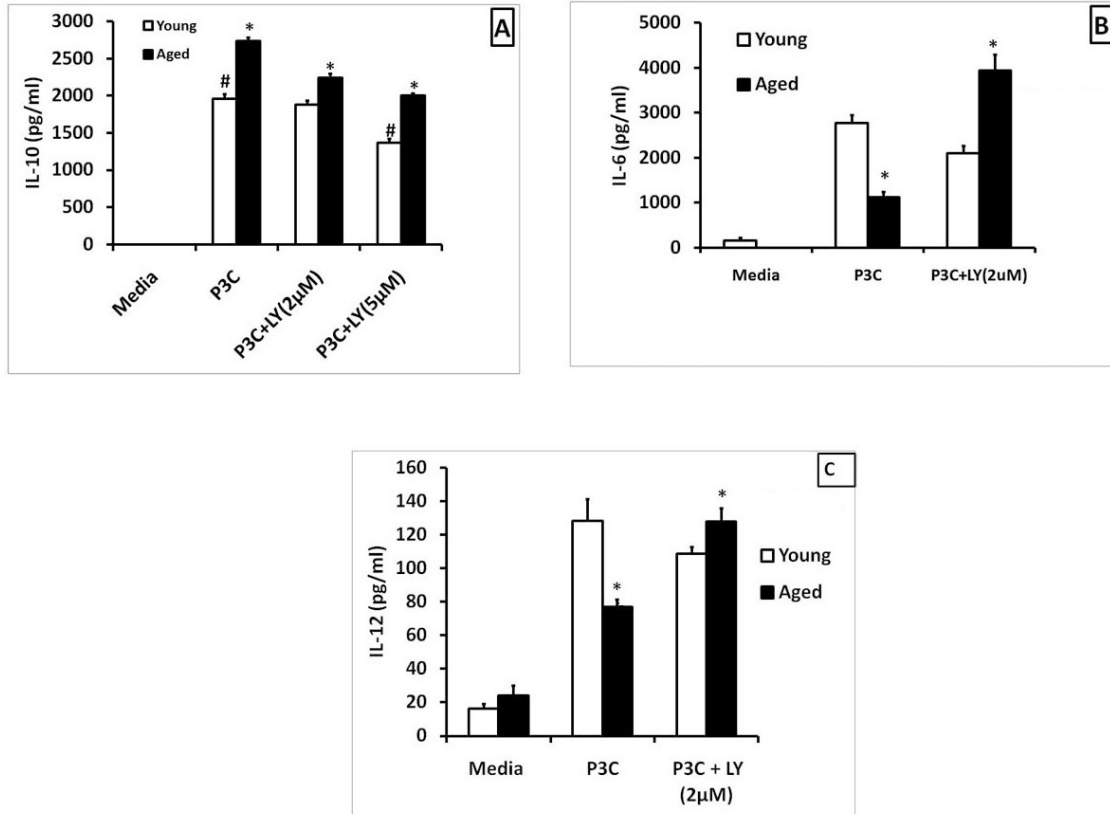 A
3000
2500
2000
1500
1000
500
0
IL-10 (pg/ml)
Young
Aged
#
*
*
#
*
Media
P3C
P3C+LY(2µM)
P3C+LY(5µM)
B
5000
4000
3000
2000
1000
0
IL-6 (pg/ml)
Young
Aged
*
*
Media
P3C
P3C+LY(2uM)
C
160
140
120
100
80
60
40
20
0
IL-12 (pg/ml)
*
*
Young
Aged
Media
P3C
P3C + LY
(2µM)